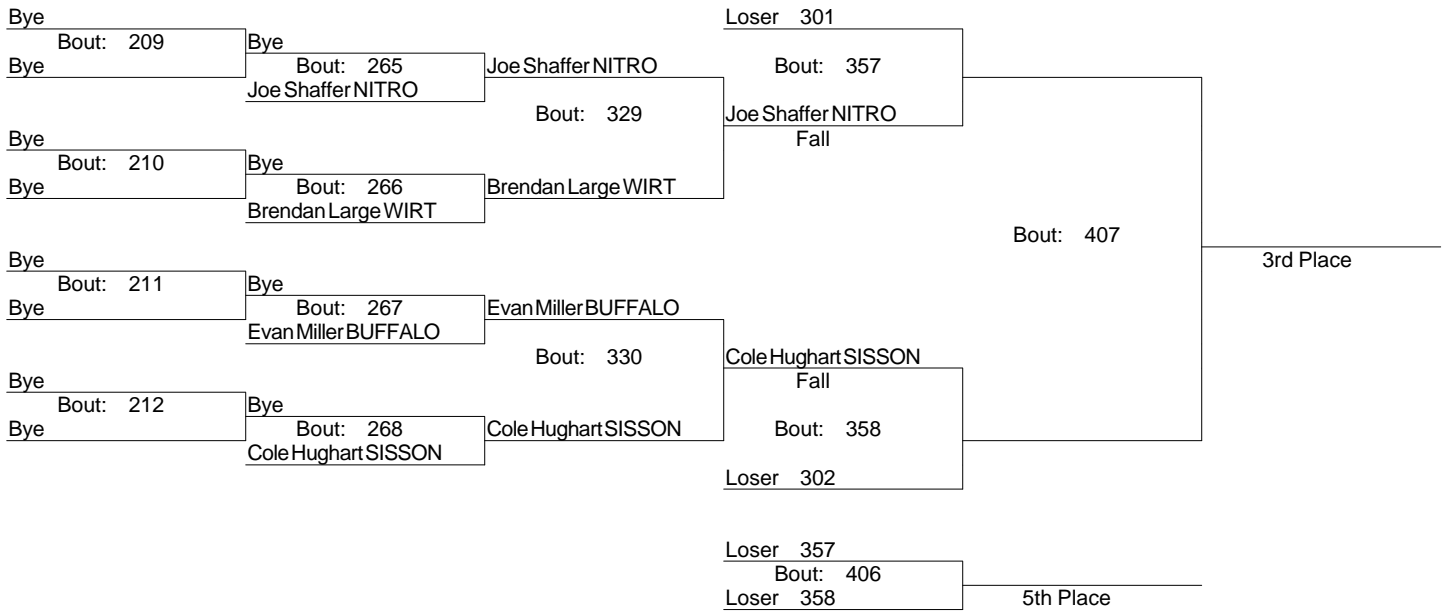 Bye
Loser 301
Bout: 209
Bye
Bye
Bout: 265
Joe Shaffer NITRO
Bout: 357
Joe Shaffer NITRO
Bout: 329
Joe Shaffer NITRO
Bye
Fall
Bout: 210
Bye
Bye
Bout: 266
Brendan Large WIRT
Brendan Large WIRT
Bout: 407
Bye
3rd Place
Bout: 211
Bye
Bye
Bout: 267
Evan Miller BUFFALO
Evan Miller BUFFALO
Bout: 330
Cole Hughart SISSON
Bye
Fall
Bout: 212
Bye
Bye
Bout: 268
Cole Hughart SISSON
Bout: 358
Cole Hughart SISSON
Loser 302
Loser 357
Bout: 406
Loser 358
5th Place